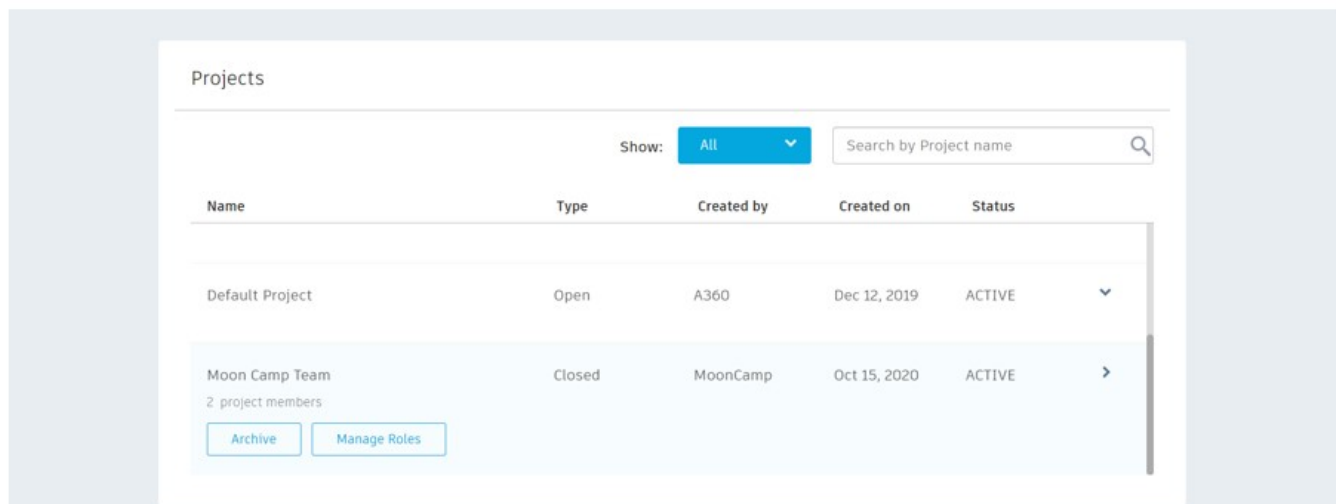 Projects
Show: All Search by Project name
Name Type Created by Created on Status
Default Project Open A360 Dec 12, 2019 ACTIVE
Moon Camp Team Closed MoonCamp Oct 15, 2020 ACTIVE
2 project members
Archive Manage Roles